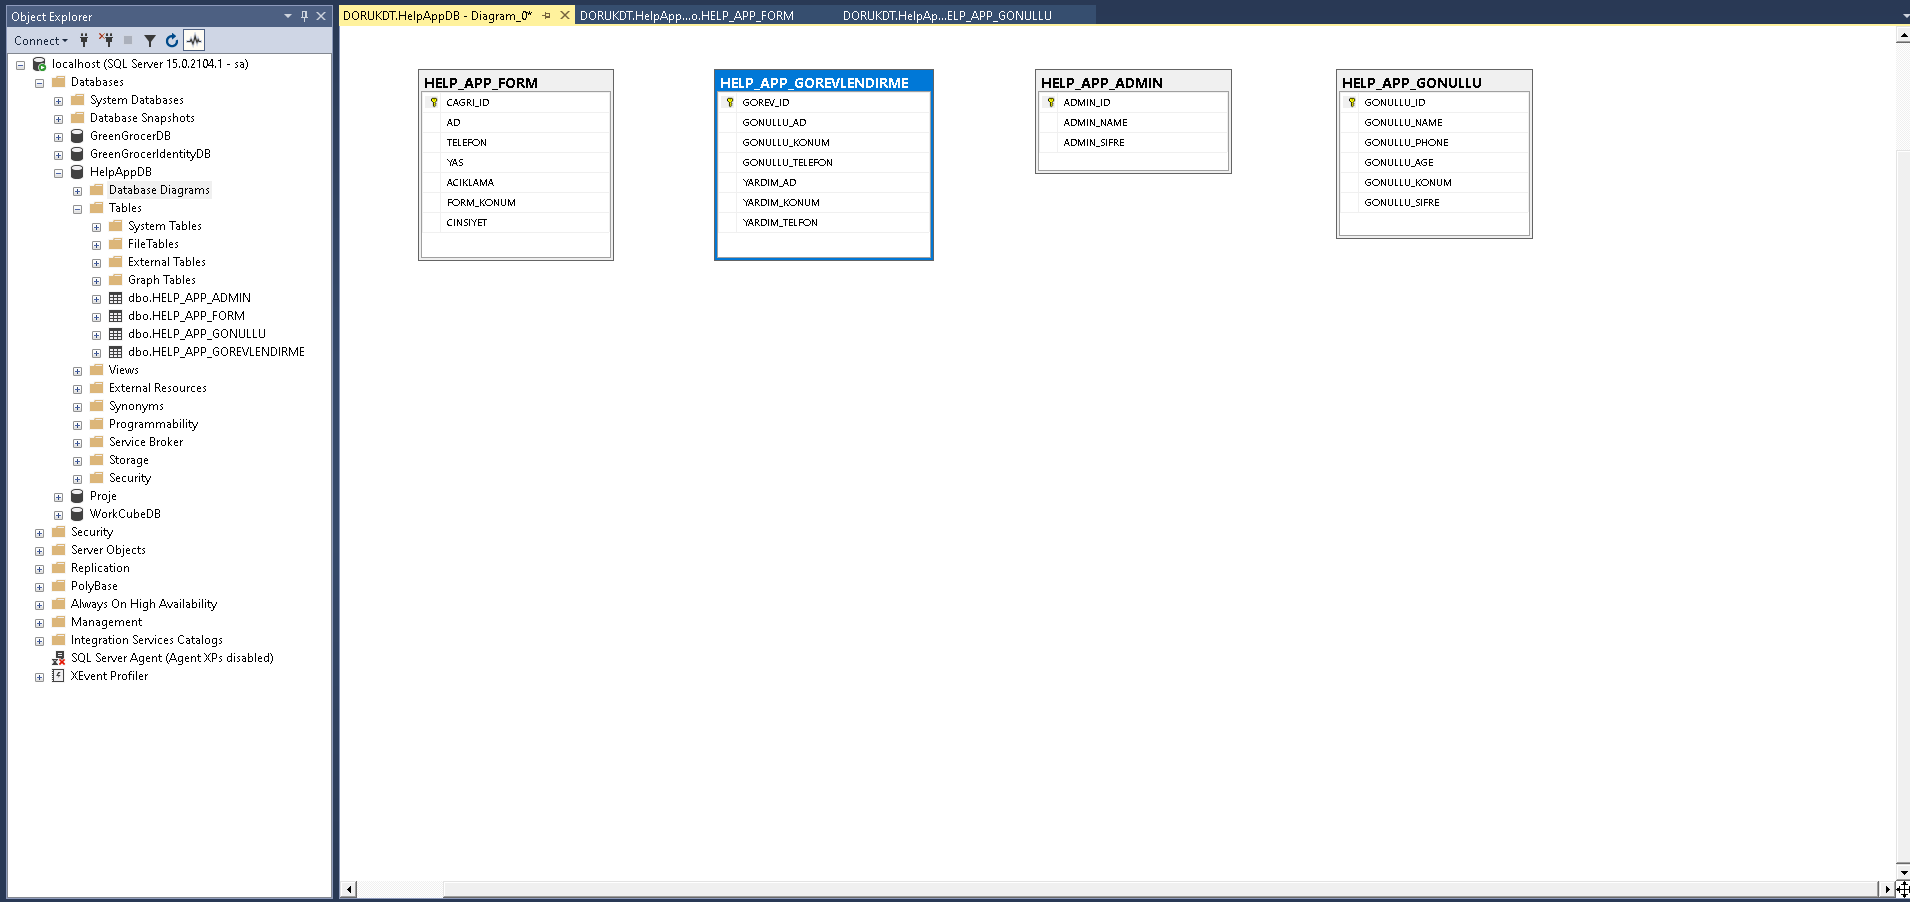 Object Explorer
Connect
localhost (SQL Server 15.0.2104.1 - sa)
Databases
System Databases
Database Snapshots
GreenGrocerDB
GreenGrocerIdentityDB
HelpAppDB
Database Diagrams
Tables
System Tables
FileTables
External Tables
Graph Tables
dbo.HELP_APP_ADMIN
dbo.HELP_APP_FORM
dbo.HELP_APP_GONULLU
dbo.HELP_APP_GOREVLENDIRME
Views
External Resources
Synonyms
Programmability
Service Broker
Storage
Security
Proje
WorkCubeDB
Security
Server Objects
Replication
PolyBase
Always On High Availability
Management
Integration Services Catalogs
SQL Server Agent (Agent XPs disabled)
XEvent Profiler
DORUKDT.HelpAppDB - Diagram_0*
DORUKDT.HelpApp...o.HELP_APP_FORM
DORUKDT.HelpAp...ELP_APP_GONULLU
HELP_APP_FORM
CAGRI_ID
AD
TELEFON
YAS
ACIKLAMA
FORM_KONUM
CINSIYET
HELP_APP_GOREVLENDIRME
GOREV_ID
GONULLU_AD
GONULLU_KONUM
GONULLU_TELEFON
YARDIM_AD
YARDIM_KONUM
YARDIM_TELFON
HELP_APP_ADMIN
ADMIN_ID
ADMIN_NAME
ADMIN_SIFRE
HELP_APP_GONULLU
GONULLU_ID
GONULLU_NAME
GONULLU_PHONE
GONULLU_AGE
GONULLU_KONUM
GONULLU_SIFRE